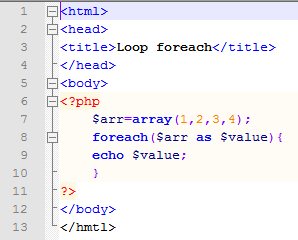 1 <html>
2 <head>
3 <title>Loop foreach</title>
4 </head>
5 <body>
6 <?php
7 $arr=array(1,2,3,4);
8 foreach($arr as $value){
9 echo $value;
10 }
11 ?>
12 </body>
13 </hmtl>